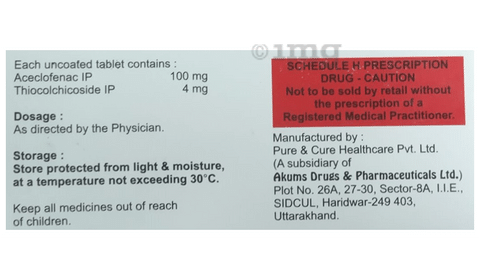 1mg
Each uncoated tablet contains :
Aceclofenac IP 100 mg
Thiocolchicoside IP 4 mg
Dosage :
As directed by the Physician.
Storage :
Store protected from light & moisture,
at a temperature not exceeding 30°C.
Keep all medicines out of reach
of children.
SCHEDULE H PRESCRIPTION
DRUG - CAUTION
Not to be sold by retail without
the prescription of a
Registered Medical Practitioner.
Manufactured by :
Pure & Cure Healthcare Pvt. Ltd.
(A subsidiary of
Akums Drugs & Pharmaceuticals Ltd.)
Plot No. 26A, 27-30, Sector-8A, I.I.E.,
SIDCUL, Haridwar-249 403,
Uttarakhand.